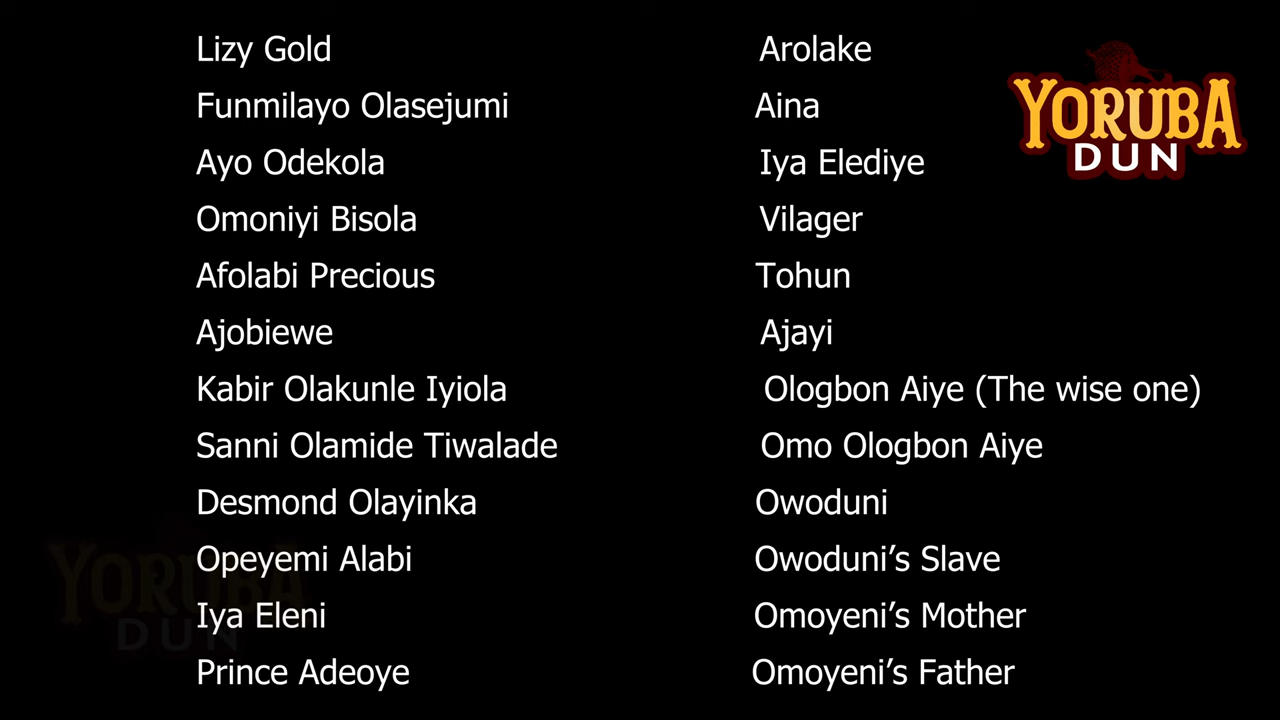 Lizy Gold Arolake
Funmilayo Olasejumi Aina
Ayo Odekola Iya Elediye
Omoniyi Bisola Vilager
Afolabi Precious Tohun
Ajobiewe Ajayi
Kabir Olakunle Iyiola Ologbon Aiye (The wise one)
Sanni Olamide Tiwalade Omo Ologbon Aiye
Desmond Olayinka Owoduni
Opeyemi Alabi Owoduni’s Slave
Iya Eleni Omoyeni’s Mother
Prince Adeoye Omoyeni’s Father
YORUBA
DUN
YORUBA
DUN